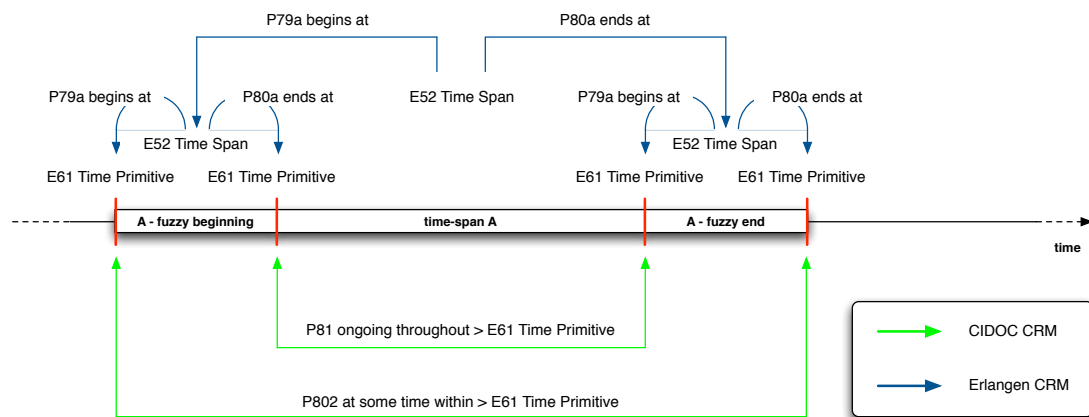 P79a begins at
P80a ends at
P79a begins at
P80a ends at
E52 Time Span
P79a begins at
P80a ends at
E52 Time Span
E52 Time Span
E61 Time Primitive
E61 Time Primitive
E61 Time Primitive
E61 Time Primitive
A - fuzzy beginning
time-span A
A - fuzzy end
time
P81 ongoing throughout > E61 Time Primitive
CIDOC CRM
Erlangen CRM
P802 at some time within > E61 Time Primitive